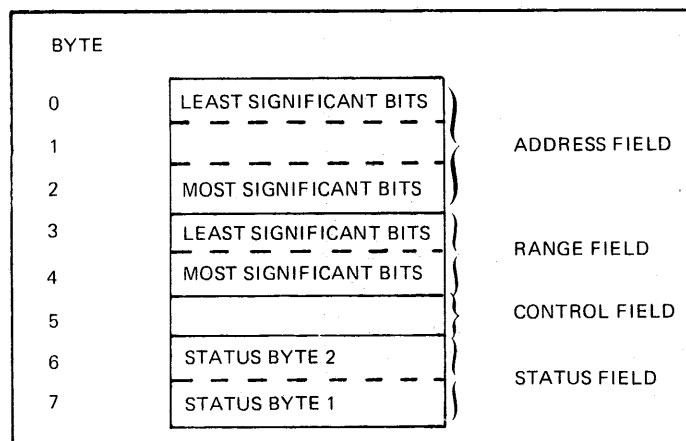 BYTE
0 LEAST SIGNIFICANT BITS
1 ADDRESS FIELD
2 MOST SIGNIFICANT BITS
3 LEAST SIGNIFICANT BITS
RANGE FIELD
4 MOST SIGNIFICANT BITS
5 CONTROL FIELD
6 STATUS BYTE 2
STATUS FIELD
7 STATUS BYTE 1